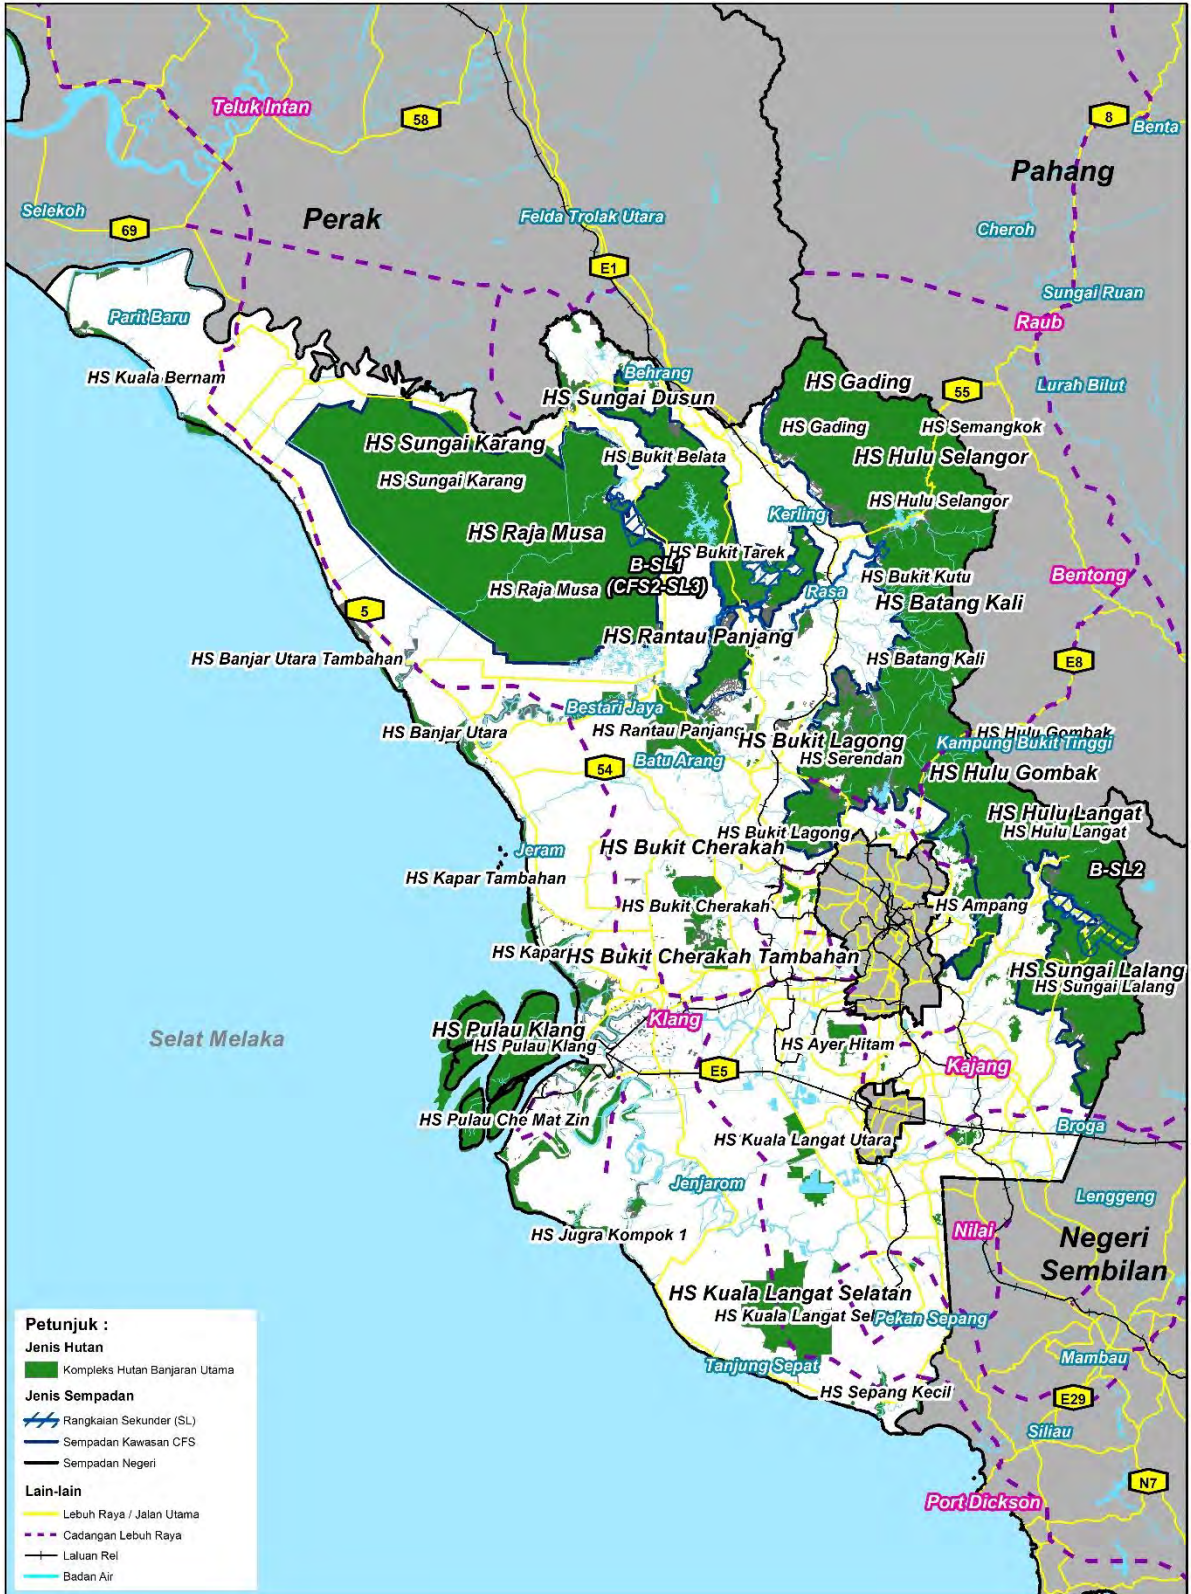 Teluk Intan
58
8
Benta
Pahang
Selekoh
69
Perak
Felda Trolak Utara
Cheroh
E1
Sungai Ruan
Parit Baru
Raub
HS Kuala Bernam
Behrang
HS Gading
55
Lurah Bilut
HS Sungai Dusun
HS Gading
HS Semangkok
HS Sungai Karang
HS Bukit Belata
HS Hulu Selangor
HS Sungai Karang
HS Hulu Selangor
Kerling
HS Raja Musa
HS Bukit Tarek
B-SL1
(CFS2-SL3)
HS Raja Musa
Rasa
HS Bukit Kutu
Bentong
5
HS Batang Kali
HS Rantau Panjang
HS Banjar Utara Tambahan
HS Batang Kali
E8
Bestari Jaya
HS Banjar Utara
HS Rantau Panjang
HS Bukit Lagong
HS Hulu Gombak
Kampung Bukit Tinggi
HS Serendan
54
Batu Arang
HS Hulu Gombak
HS Hulu Langat
HS Bukit Lagong
HS Hulu Langat
Jeram
HS Bukit Cherakah
HS Kapar Tambahan
B-SL2
HS Bukit Cherakah
HS Ampang
HS Kapar
HS Bukit Cherakah Tambahan
HS Sungai Lalang
HS Sungai Lalang
Selat Melaka
HS Pulau Klang
HS Pulau Klang
Klang
HS Ayer Hitam
E5
Kajang
HS Pulau Che Mat Zin
HS Kuala Langat Utara
Broga
Jenjarom
Lenggeng
HS Jugra Kompok 1
Nilai
Negeri
Sembilan
HS Kuala Langat Selatan
HS Kuala Langat Sel
Pekan Sepang
Tanjung Sepat
Mambau
HS Sepang Kecil
E29
Siliau
N7
Port Dickson
Petunjuk :
Jenis Hutan
Kompleks Hutan Banjaran Utama
Jenis Sempadan
Rangkaian Sekunder (SL)
Sempadan Kawasan CFS
Sempadan Negeri
Lain-lain
Lebuh Raya / Jalan Utama
Cadangan Lebuh Raya
Laluan Rel
Badan Air